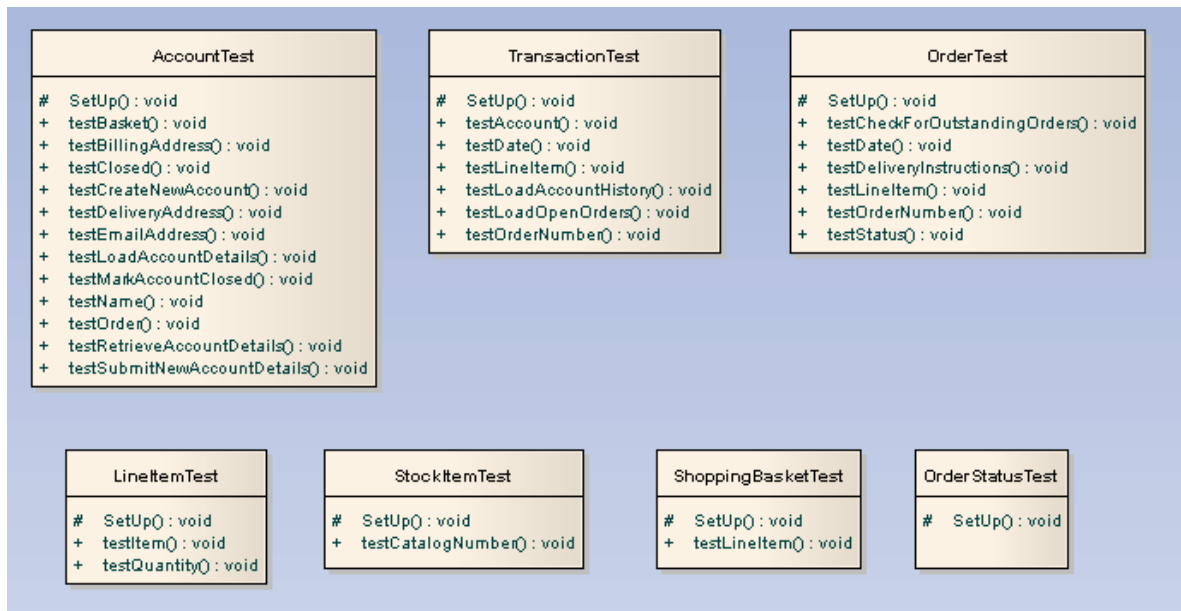 AccountTest
# SetUp() : void
+ testBasket() : void
+ testBillingAddress() : void
+ testClosed() : void
+ testCreateNewAccount() : void
+ testDeliveryAddress() : void
+ testEmailAddress() : void
+ testLoadAccountDetails() : void
+ testMarkAccountClosed() : void
+ testName() : void
+ testOrder() : void
+ testRetrieveAccountDetails() : void
+ testSubmitNewAccountDetails() : void
TransactionTest
# SetUp() : void
+ testAccount() : void
+ testDate() : void
+ testLineItem() : void
+ testLoadAccountHistory() : void
+ testLoadOpenOrders() : void
+ testOrderNumber() : void
OrderTest
# SetUp() : void
+ testCheckForOutstandingOrders() : void
+ testDate() : void
+ testDeliveryInstructions() : void
+ testLineItem() : void
+ testOrderNumber() : void
+ testStatus() : void
LineItemTest
# SetUp() : void
+ testItem() : void
+ testQuantity() : void
StockItemTest
# SetUp() : void
+ testCatalogNumber() : void
ShoppingBasketTest
# SetUp() : void
+ testLineItem() : void
OrderStatusTest
# SetUp() : void